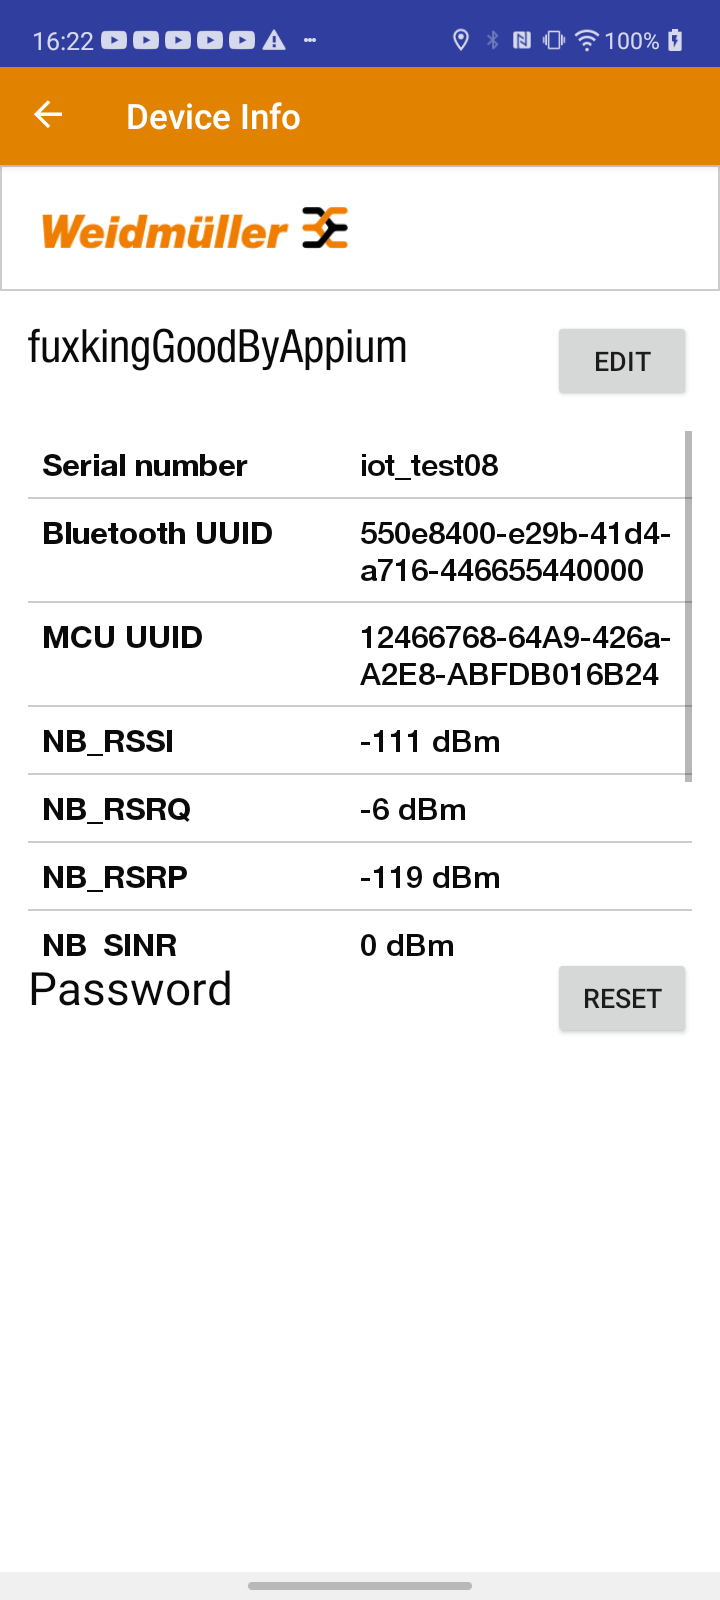 16:22 100%
Device Info
Weidmüller
fuxkingGoodByAppium
EDIT
Serial number iot_test08
Bluetooth UUID 550e8400-e29b-41d4-
a716-446655440000
MCU UUID 12466768-64A9-426a-
A2E8-ABFDB016B24
NB_RSSI -111 dBm
NB_RSRQ -6 dBm
NB_RSRP -119 dBm
NB_SINR 0 dBm
Password
RESET